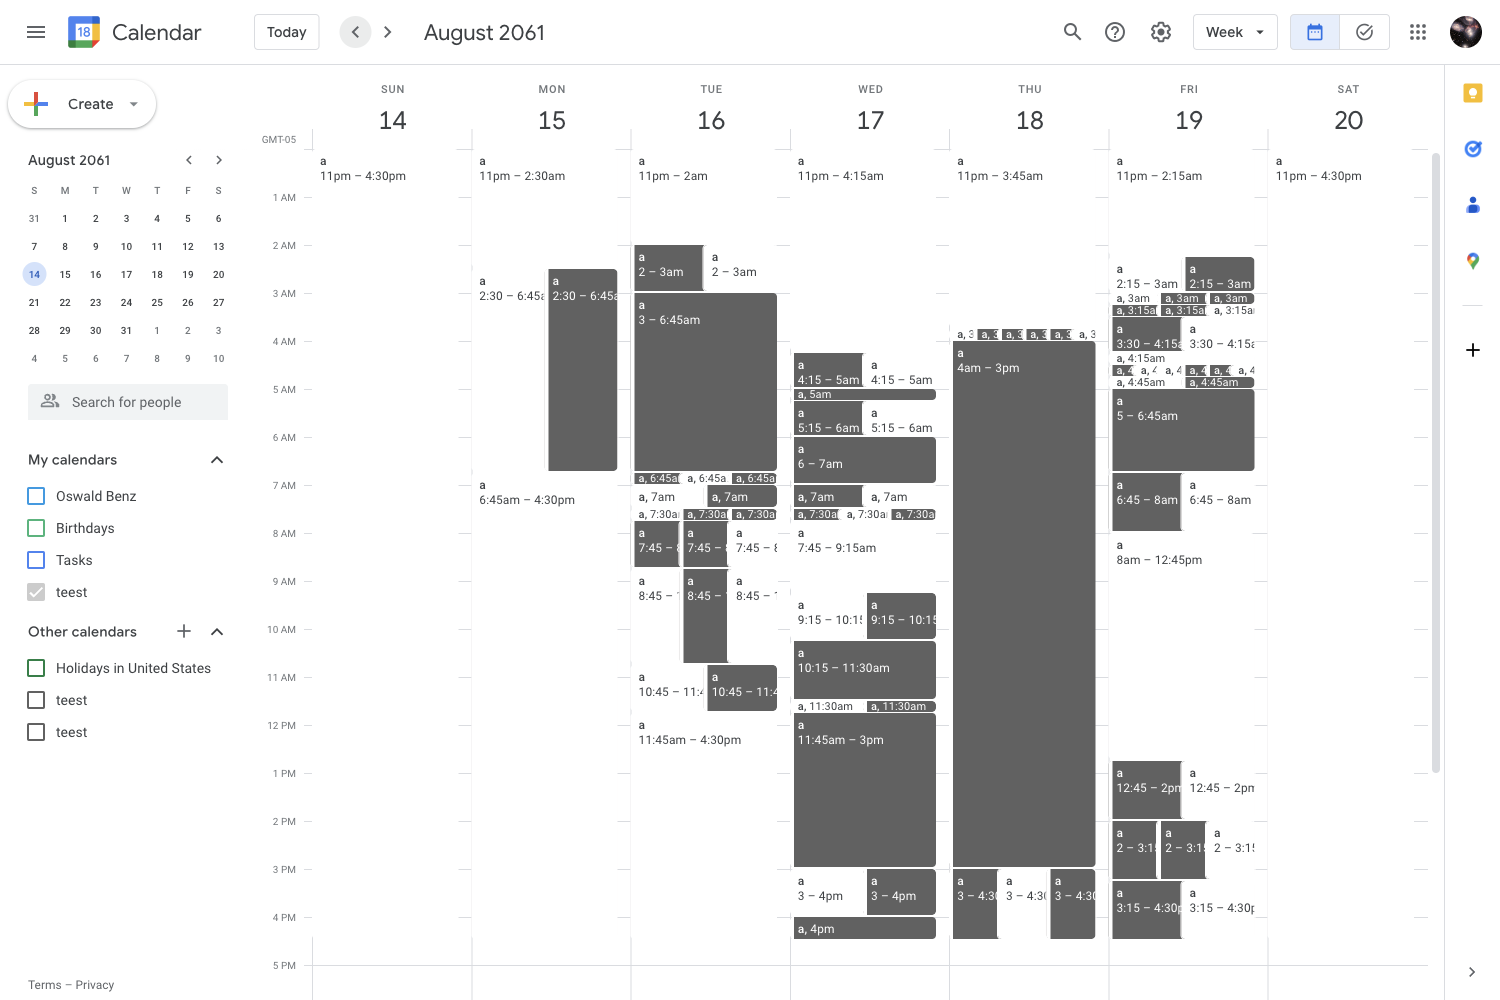 18 Calendar
Today
August 2061
Week
Create
August 2061
S M T W T F S
31 1 2 3 4 5 6
7 8 9 10 11 12 13
14 15 16 17 18 19 20
21 22 23 24 25 26 27
28 29 30 31 1 2 3
4 5 6 7 8 9 10
Search for people
My calendars
Oswald Benz
Birthdays
Tasks
teest
Other calendars
Holidays in United States
teest
teest
Terms – Privacy
GMT-05
1 AM
2 AM
3 AM
4 AM
5 AM
6 AM
7 AM
8 AM
9 AM
10 AM
11 AM
12 PM
1 PM
2 PM
3 PM
4 PM
5 PM
SUN
14
a
11pm – 4:30pm
MON
15
a
11pm – 2:30am
a
2:30 – 6:45a
a
2:30 – 6:45a
a
6:45am – 4:30pm
TUE
16
a
11pm – 2am
a
2 – 3am
a
2 – 3am
a
3 – 6:45am
a, 6:45a
a, 6:45a
a, 6:45a
a, 7am
a, 7am
a, 7:30a
a, 7:30a
a, 7:30a
a
7:45 – 8
a
7:45 –
a
7:45 – 8
a
8:45 –
a
8:45 –
a
8:45 –
a
10:45 – 11:4
a
10:45 – 11:4
a
11:45am – 4:30pm
WED
17
a
11pm – 4:15am
a
4:15 – 5am
a
4:15 – 5am
a, 5am
a
5:15 – 6am
a
5:15 – 6am
a
6 – 7am
a, 7am
a, 7am
a, 7:30a
a, 7:30a
a, 7:30a
a
7:45 – 9:15am
a
9:15 – 10:15
a
9:15 – 10:15
a
10:15 – 11:30am
a, 11:30am
a, 11:30am
a
11:45am – 3pm
a
3 – 4pm
a
3 – 4pm
a, 4pm
THU
18
a
11pm – 3:45am
a, 3
a, 3
a, 3
a, 3
a, 3
a, 3
a
4am – 3pm
a
3 – 4:30
a
3 – 4:30
a
3 – 4:30
FRI
19
a
11pm – 2:15am
a
2:15 – 3am
a
2:15 – 3am
a, 3am
a, 3am
a, 3am
a, 3:15a
a, 3:15a
a, 3:15a
a
3:30 – 4:15a
a
3:30 – 4:15a
a, 4:15am
a, 4
a, 4
a, 4
a, 4
a, 4
a, 4
a, 4:45am
a, 4:45am
a
5 – 6:45am
a
6:45 – 8am
a
6:45 – 8am
a
8am – 12:45pm
a
12:45 – 2pm
a
12:45 – 2pm
a
2 – 3:15
a
2 – 3:15
a
2 – 3:15
a
3:15 – 4:30p
a
3:15 – 4:30p
SAT
20
a
11pm – 4:30pm